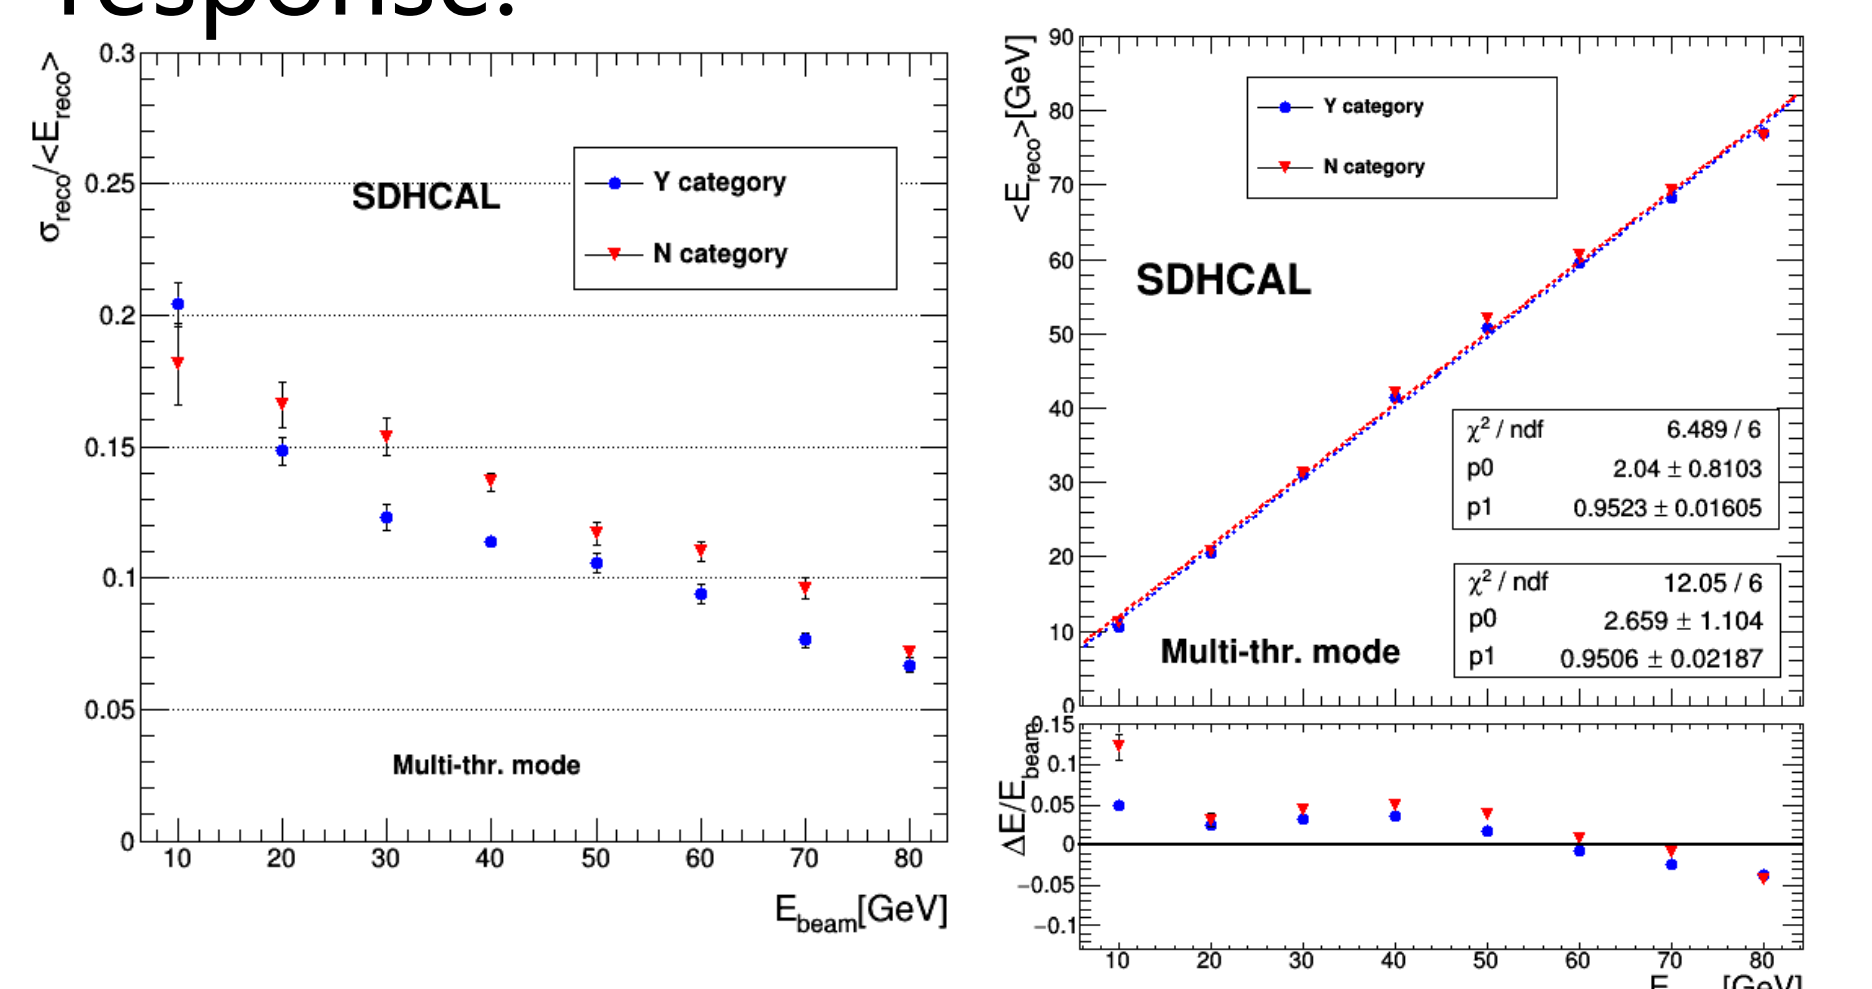 response.
σreco/<Ereco>
0.3
0.25
0.2
0.15
0.1
0.05
0
SDHCAL
Y category
N category
Multi-thr. mode
10 20 30 40 50 60 70 80
Ebeam[GeV]
<Ereco>[GeV]
90
80
70
60
50
40
30
20
10
0
Y category
N category
SDHCAL
χ² / ndf 6.489 / 6
p0 2.04 ± 0.8103
p1 0.9523 ± 0.01605
χ² / ndf 12.05 / 6
p0 2.659 ± 1.104
p1 0.9506 ± 0.02187
Multi-thr. mode
ΔE/Ebeam
0.15
0.1
0.05
0
−0.05
−0.1
10 20 30 40 50 60 70 80
[GeV]